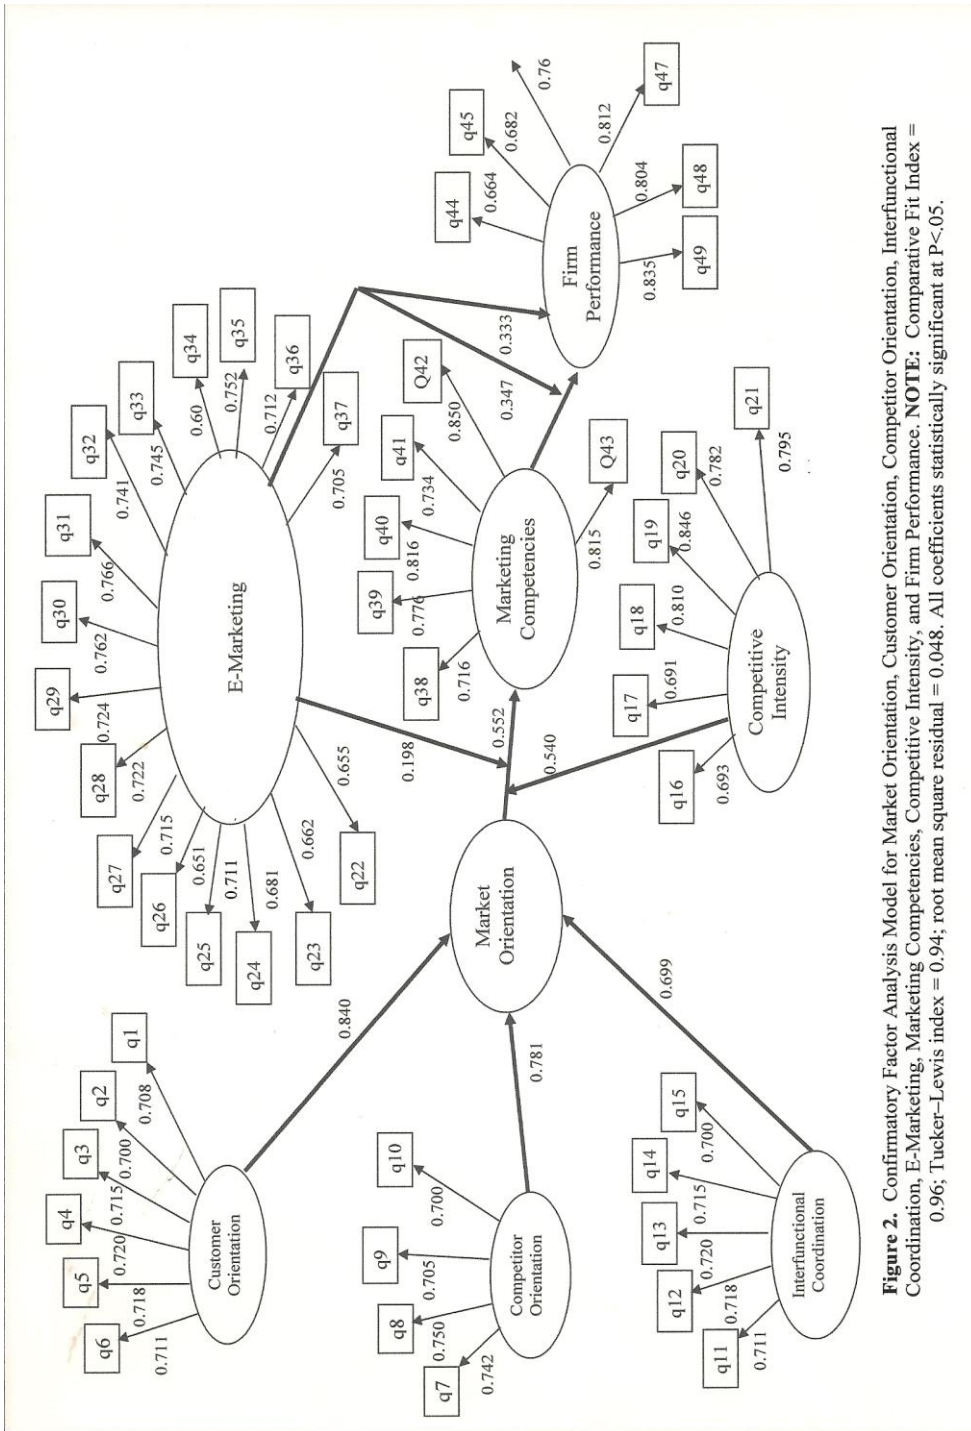 q6
q5
q4
q3
q2
q1
0.711
0.718
0.720
0.715
0.700
0.708
Customer
Orientation
0.840
q7
q8
q9
q10
0.742
0.750
0.705
0.700
Competitor
Orientation
0.781
q11
q12
q13
q14
q15
0.711
0.718
0.720
0.715
0.700
Interfunctional
Coordination
0.699
Market
Orientation
q22
q23
q24
q25
q26
q27
q28
q29
q30
q31
q32
q33
q34
q35
q36
q37
0.655
0.662
0.681
0.711
0.651
0.715
0.722
0.724
0.762
0.766
0.741
0.745
0.60
0.752
0.712
0.705
E-Marketing
0.198
0.552
0.540
q38
q39
q40
q41
Q42
Q43
0.716
0.776
0.816
0.734
0.850
0.815
Marketing
Competencies
q16
q17
q18
q19
q20
q21
0.693
0.691
0.810
0.846
0.782
0.795
Competitive
Intensity
0.347
0.333
q44
q45
q47
q48
q49
0.664
0.682
0.76
0.812
0.804
0.835
Firm
Performance
Figure 2. Confirmatory Factor Analysis Model for Market Orientation, Customer Orientation, Competitor Orientation, Interfunctional
Coordination, E-Marketing, Marketing Competencies, Competitive Intensity, and Firm Performance. NOTE: Comparative Fit Index =
0.96; Tucker–Lewis index = 0.94; root mean square residual = 0.048. All coefficients statistically significant at P<.05.